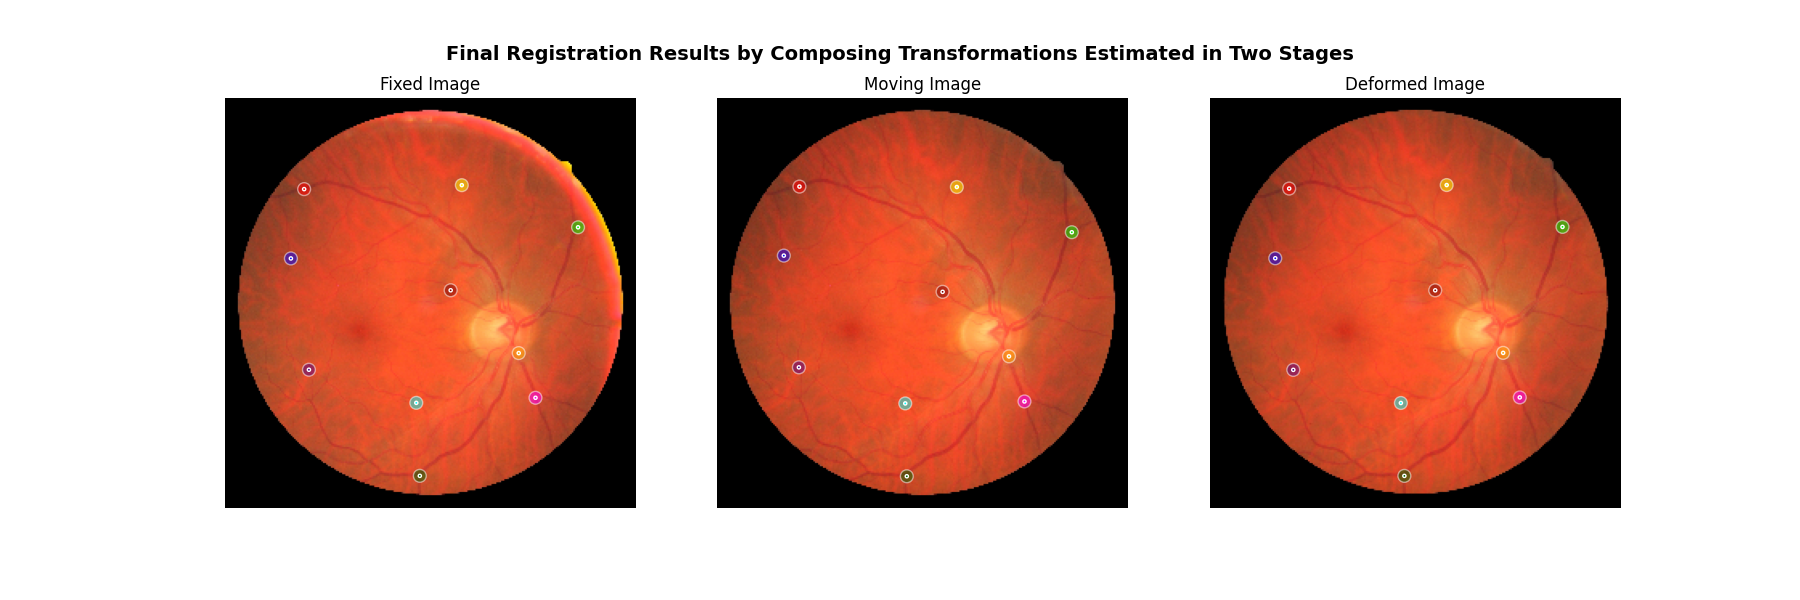 Final Registration Results by Composing Transformations Estimated in Two Stages
Fixed Image
Moving Image
Deformed Image